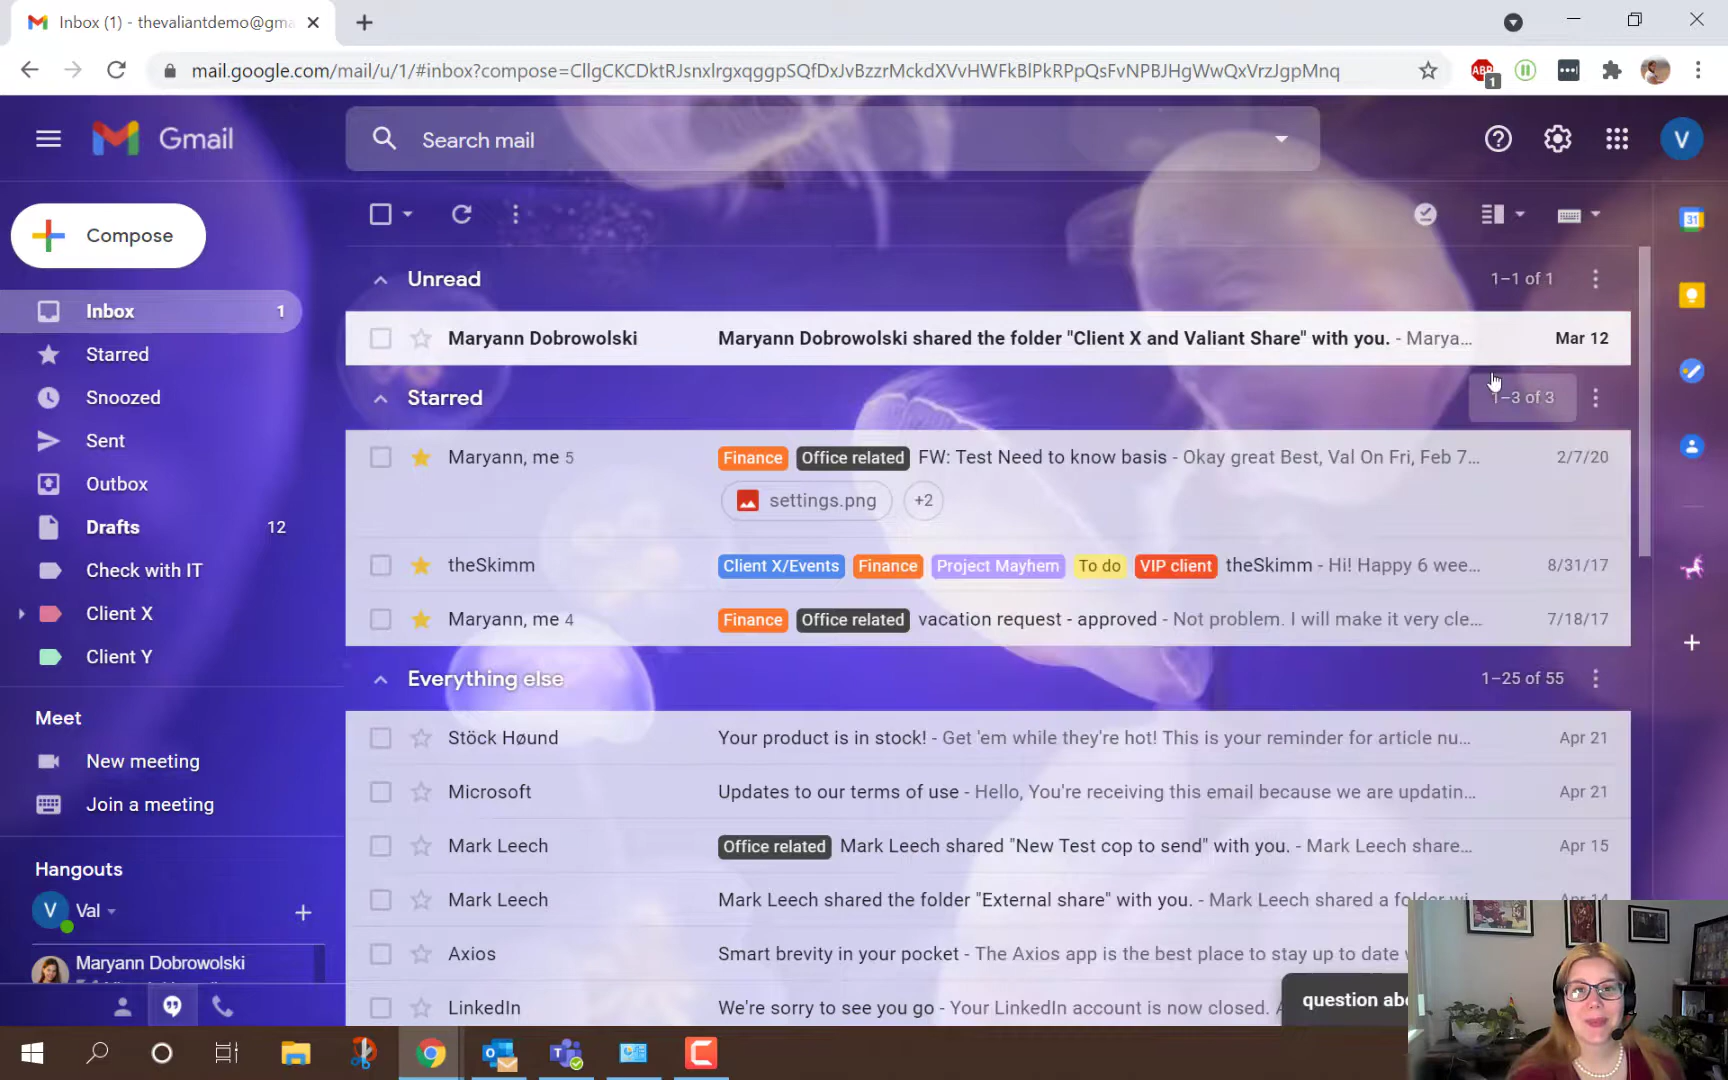 Inbox (1) - thevaliantdemo@gma
mail.google.com/mail/u/1/#inbox?compose=CllgCKCDktRJsnxlrgxqggpSQfDxJvBzzrMckdXVvHWFkBlPkRPpQsFvNPBJHgWwQxVrzJgpMnq
ABP
1
Gmail
Search mail
V
Compose
31
Unread
1–1 of 1
Inbox
1
Maryann Dobrowolski
Maryann Dobrowolski shared the folder "Client X and Valiant Share" with you. - Marya...
Mar 12
Starred
Snoozed
Starred
1–3 of 3
Sent
Maryann, me 5
Finance
Office related
FW: Test Need to know basis - Okay great Best, Val On Fri, Feb 7...
2/7/20
Outbox
settings.png
+2
Drafts
12
Check with IT
theSkimm
Client X/Events
Finance
Project Mayhem
To do
VIP client
theSkimm - Hi! Happy 6 wee...
8/31/17
Client X
Maryann, me 4
Finance
Office related
vacation request - approved - Not problem. I will make it very cle...
7/18/17
Client Y
Everything else
1–25 of 55
Meet
Stöck Høund
Your product is in stock! - Get 'em while they're hot! This is your reminder for article nu...
Apr 21
New meeting
Microsoft
Updates to our terms of use - Hello, You're receiving this email because we are updatin...
Apr 21
Join a meeting
Mark Leech
Office related
Mark Leech shared "New Test cop to send" with you. - Mark Leech share...
Apr 15
Hangouts
Mark Leech
Mark Leech shared the folder "External share" with you. - Mark Leech shared a folder wi
Apr 14
V
Val
Axios
Smart brevity in your pocket - The Axios app is the best place to stay up to date w
Maryann Dobrowolski
LinkedIn
We're sorry to see you go - Your LinkedIn account is now closed.
question abo